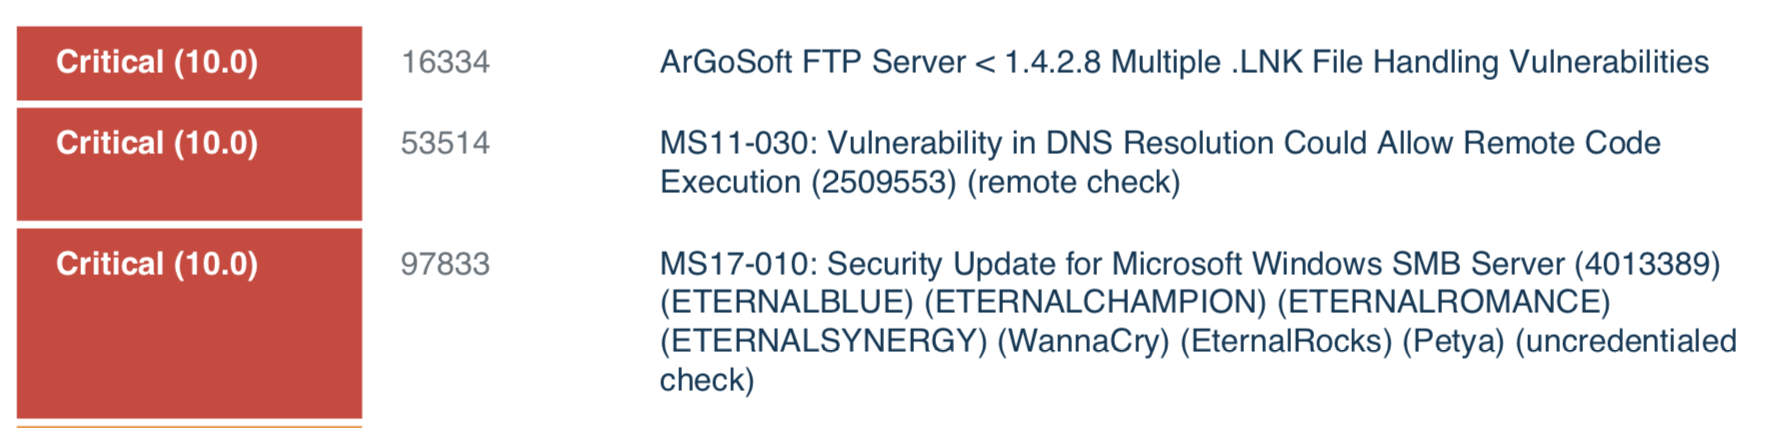 Critical (10.0) 16334 ArGoSoft FTP Server < 1.4.2.8 Multiple .LNK File Handling Vulnerabilities
Critical (10.0) 53514 MS11-030: Vulnerability in DNS Resolution Could Allow Remote Code
Execution (2509553) (remote check)
Critical (10.0) 97833 MS17-010: Security Update for Microsoft Windows SMB Server (4013389)
(ETERNALBLUE) (ETERNALCHAMPION) (ETERNALROMANCE)
(ETERNALSYNERGY) (WannaCry) (EternalRocks) (Petya) (uncredentialed
check)